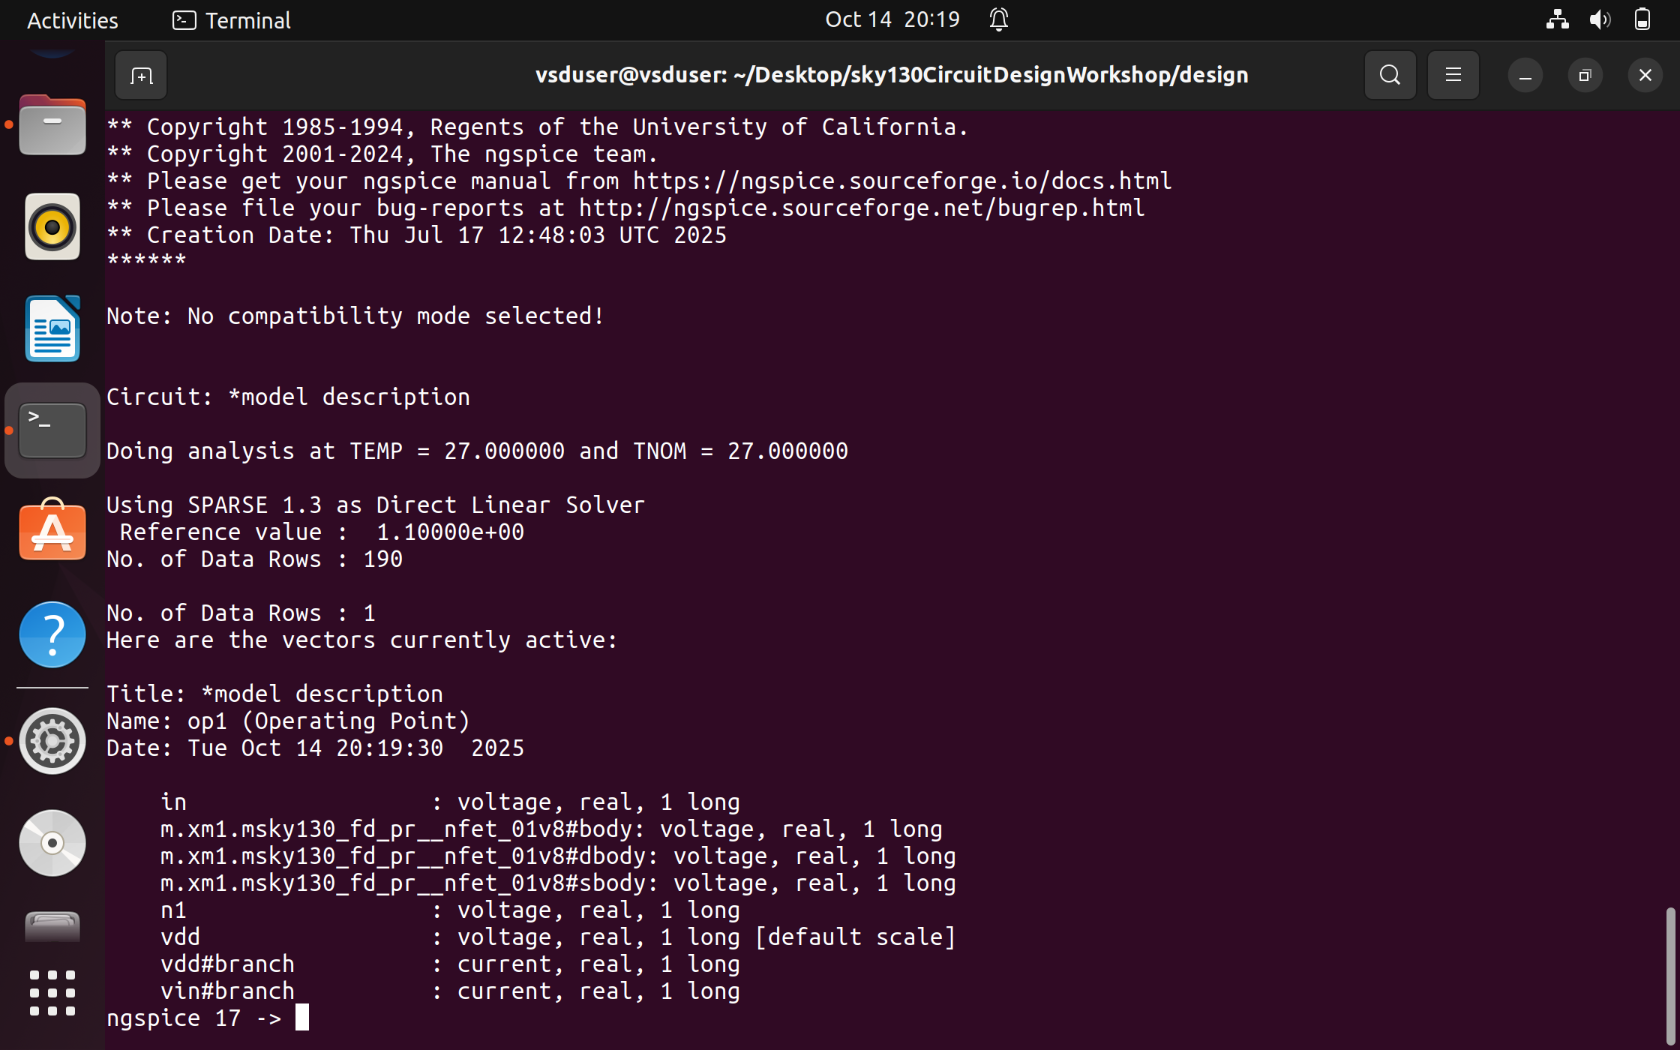 Activities
Terminal
Oct 14 20:19
vsduser@vsduser: ~/Desktop/sky130CircuitDesignWorkshop/design
** Copyright 1985-1994, Regents of the University of California.
** Copyright 2001-2024, The ngspice team.
** Please get your ngspice manual from https://ngspice.sourceforge.io/docs.html
** Please file your bug-reports at http://ngspice.sourceforge.net/bugrep.html
** Creation Date: Thu Jul 17 12:48:03 UTC 2025
******
Note: No compatibility mode selected!
Circuit: *model description
Doing analysis at TEMP = 27.000000 and TNOM = 27.000000
Using SPARSE 1.3 as Direct Linear Solver
Reference value :  1.10000e+00
No. of Data Rows : 190
No. of Data Rows : 1
Here are the vectors currently active:
Title: *model description
Name: op1 (Operating Point)
Date: Tue Oct 14 20:19:30  2025
in                  : voltage, real, 1 long
m.xm1.msky130_fd_pr__nfet_01v8#body: voltage, real, 1 long
m.xm1.msky130_fd_pr__nfet_01v8#dbody: voltage, real, 1 long
m.xm1.msky130_fd_pr__nfet_01v8#sbody: voltage, real, 1 long
n1                  : voltage, real, 1 long
vdd                 : voltage, real, 1 long [default scale]
vdd#branch          : current, real, 1 long
vin#branch          : current, real, 1 long
ngspice 17 ->